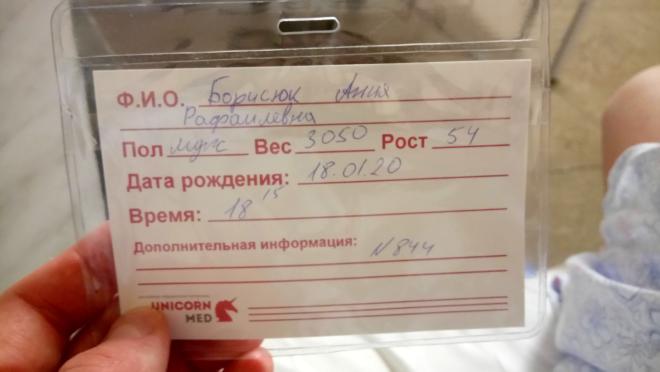 Ф.И.О. Борисюк Анна
Рафаилевна
Пол муж Вес 3050 Рост 54
Дата рождения: 18.01.20
Время: 18 15
Дополнительная информация: N 844
UNICORN
MED